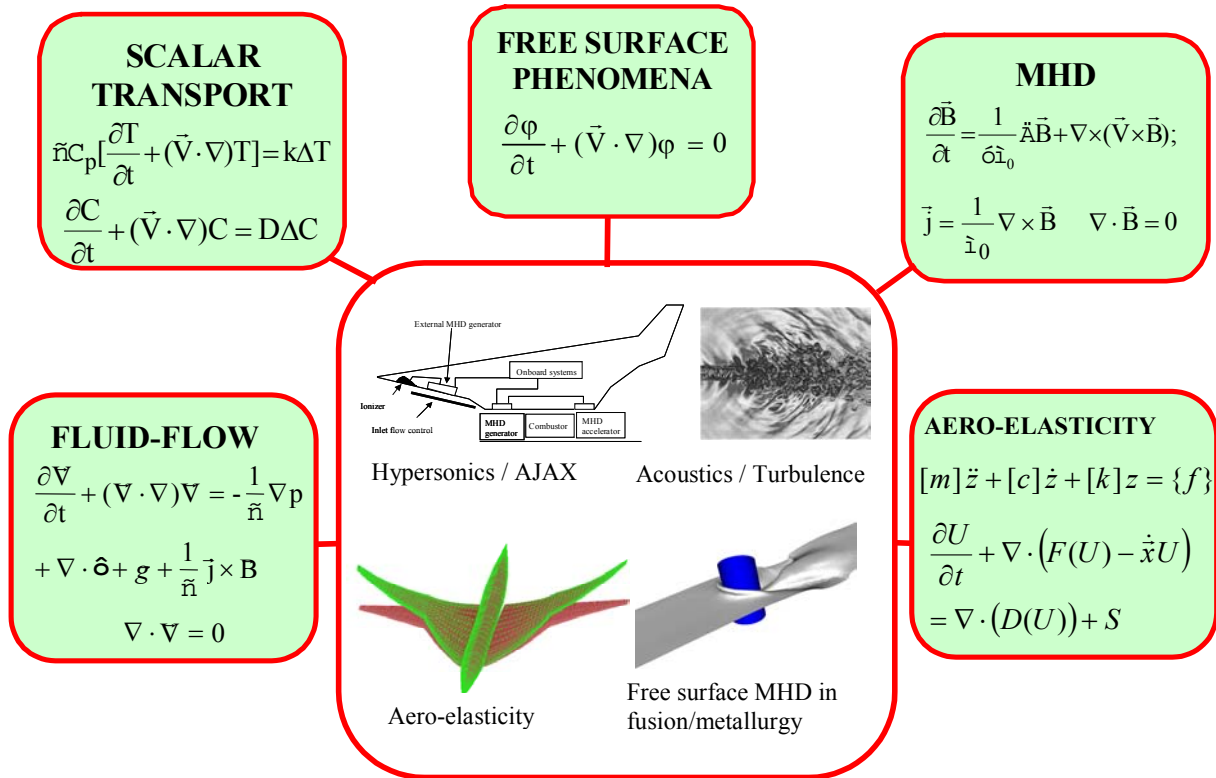 SCALAR
TRANSPORT
ñC_p[∂T/∂t + (V⃗·∇)T] = kΔT
∂C/∂t + (V⃗·∇)C = DΔC
FREE SURFACE
PHENOMENA
∂φ/∂t + (V⃗·∇)φ = 0
MHD
∂B⃗/∂t = 1/óì₀ ÄB⃗ + ∇×(V⃗×B⃗);
j⃗ = 1/ì₀ ∇×B⃗ ∇·B⃗ = 0
External MHD generator
Onboard systems
Ionizer
Inlet flow control
MHD
generator
Combustor
MHD
accelerator
Hypersonics / AJAX
Acoustics / Turbulence
FLUID-FLOW
∂V⃗/∂t + (V⃗·∇)V⃗ = -1/ñ ∇p
+ ∇·ô + g + 1/ñ j⃗×B
∇·V⃗ = 0
AERO-ELASTICITY
[m]z̈ + [c]ż + [k]z = {f}
∂U/∂t + ∇·(F(U) − ẋ⃗U)
= ∇·(D(U)) + S
Aero-elasticity
Free surface MHD in
fusion/metallurgy